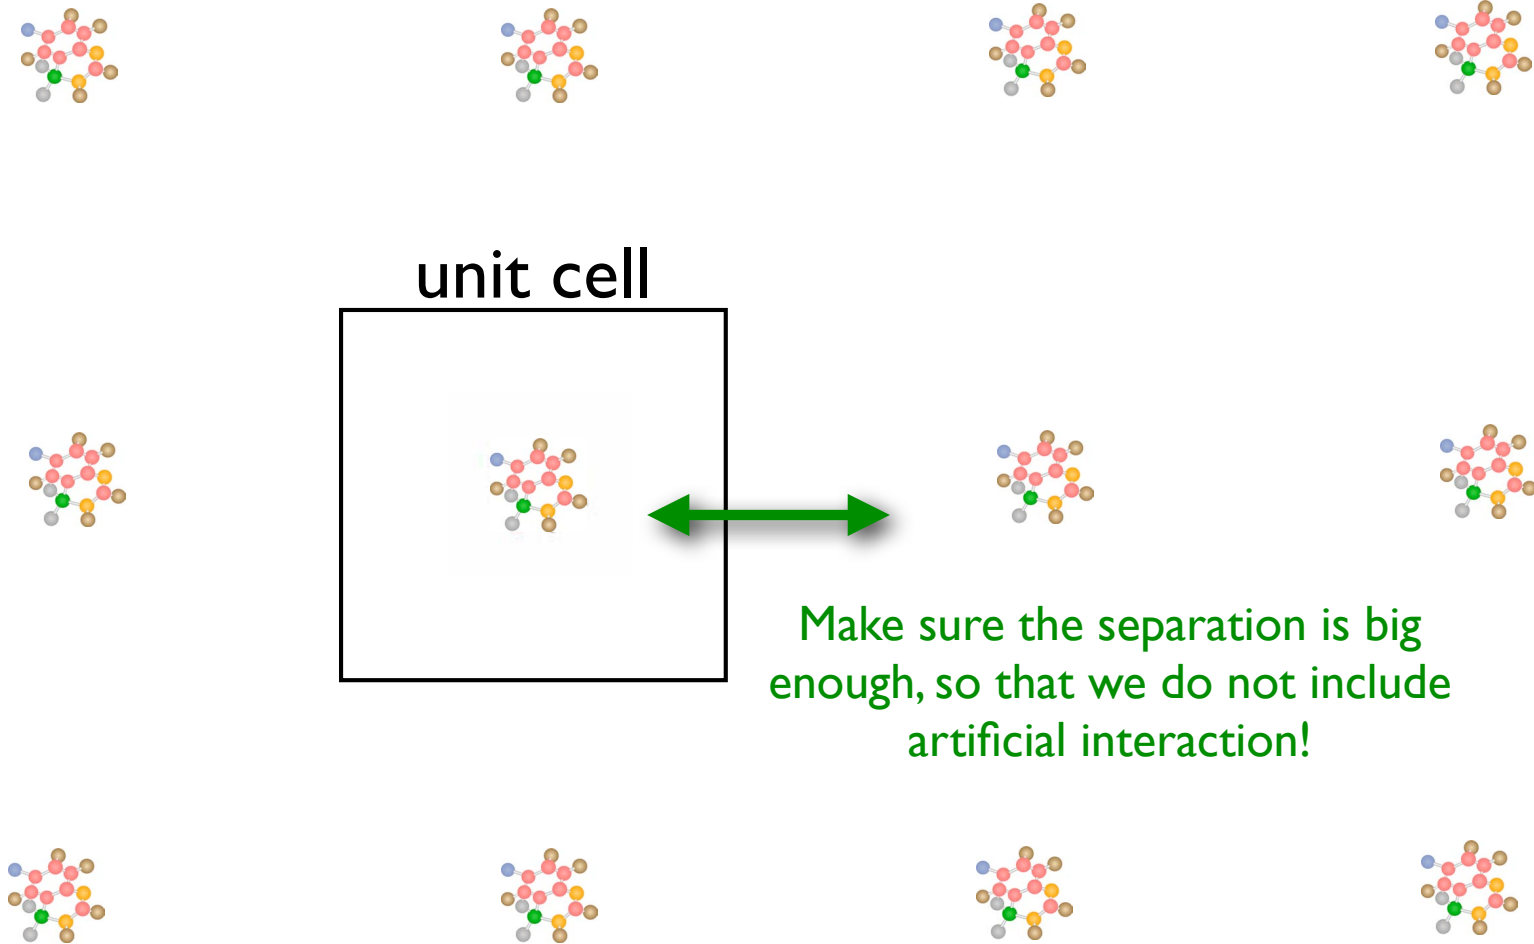 unit cell
Make sure the separation is big
enough, so that we do not include
artificial interaction!